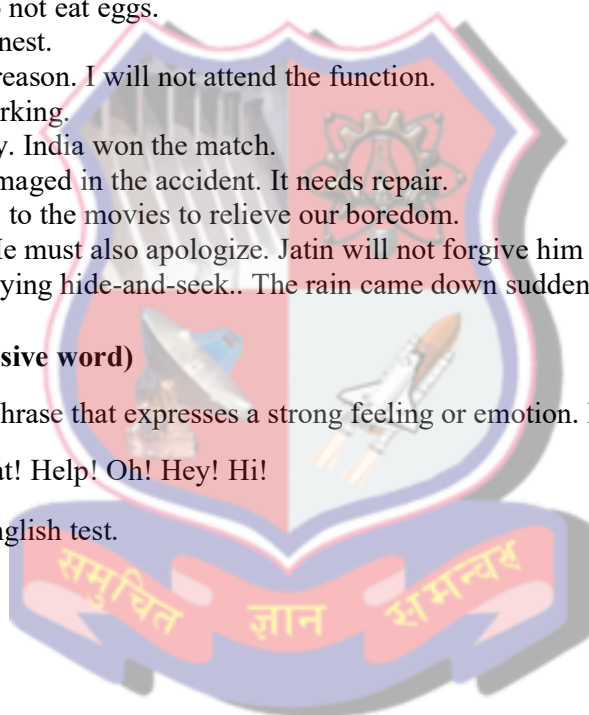 not eat eggs.
nest.
reason. I will not attend the function.
rking.
y. India won the match.
maged in the accident. It needs repair.
to the movies to relieve our boredom.
He must also apologize. Jatin will not forgive him
ying hide-and-seek.. The rain came down sudden
sive word)
hrase that expresses a strong feeling or emotion.
at! Help! Oh! Hey! Hi!
nglish test.
समुचित ज्ञान समन्वय